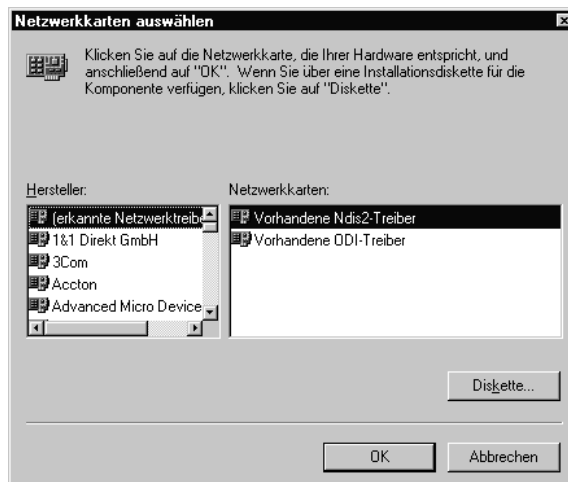 Netzwerkkarten auswählen
Klicken Sie auf die Netzwerkkarte, die Ihrer Hardware entspricht, und
anschließend auf "OK". Wenn Sie über eine Installationsdiskette für die
Komponente verfügen, klicken Sie auf "Diskette".
Hersteller:
Netzwerkkarten:
(erkannte Netzwerktreibe
1&1 Direkt GmbH
3Com
Accton
Advanced Micro Device
Vorhandene Ndis2-Treiber
Vorhandene ODI-Treiber
Diskette...
OK
Abbrechen